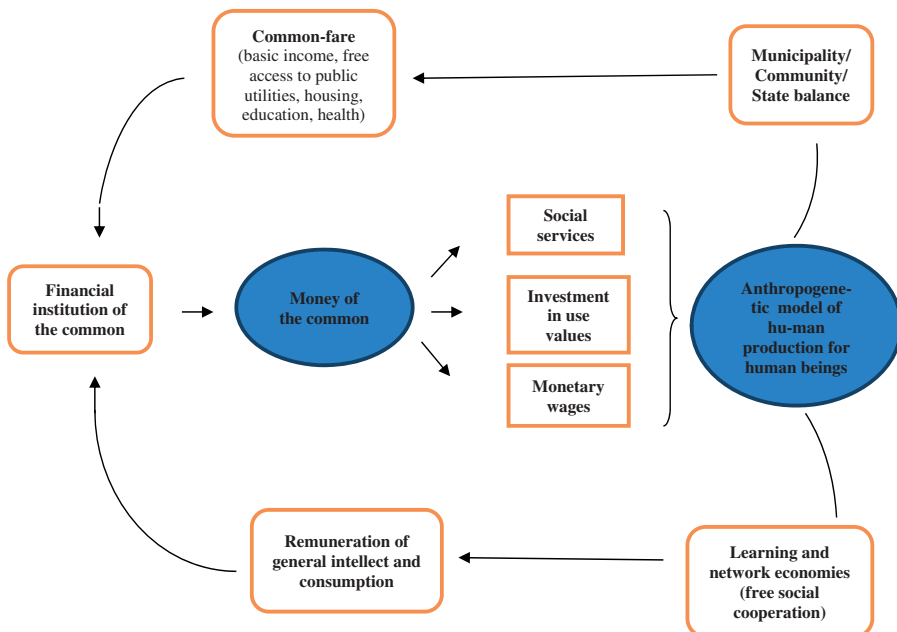 Common-fare
(basic income, free
access to public
utilities, housing,
education, health)
Municipality/
Community/
State balance
Social
services
Financial
institution of
the common
Money of
the common
Investment
in use
values
Anthropogene-
tic model of
hu-man
production for
human beings
Monetary
wages
Remuneration of
general intellect and
consumption
Learning and
network economies
(free social
cooperation)